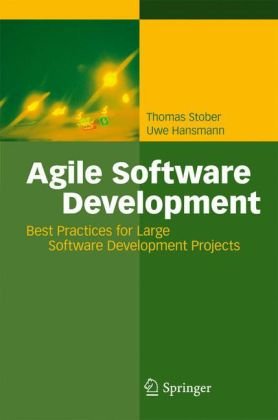 Thomas Stober
Uwe Hansmann
Agile Software
Development
Best Practices for Large
Software Development Projects
Springer